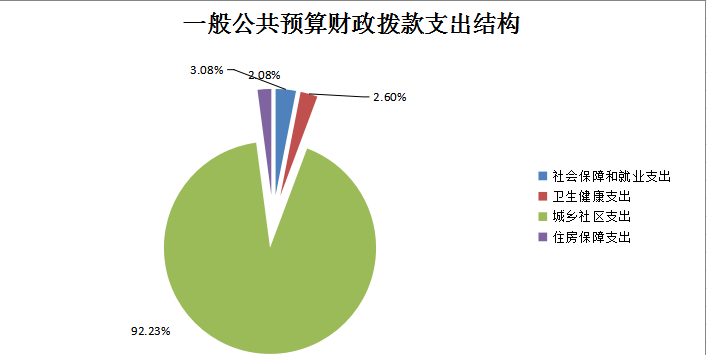 一般公共预算财政拨款支出结构
3.08%
2.08%
2.60%
92.23%
社会保障和就业支出
卫生健康支出
城乡社区支出
住房保障支出